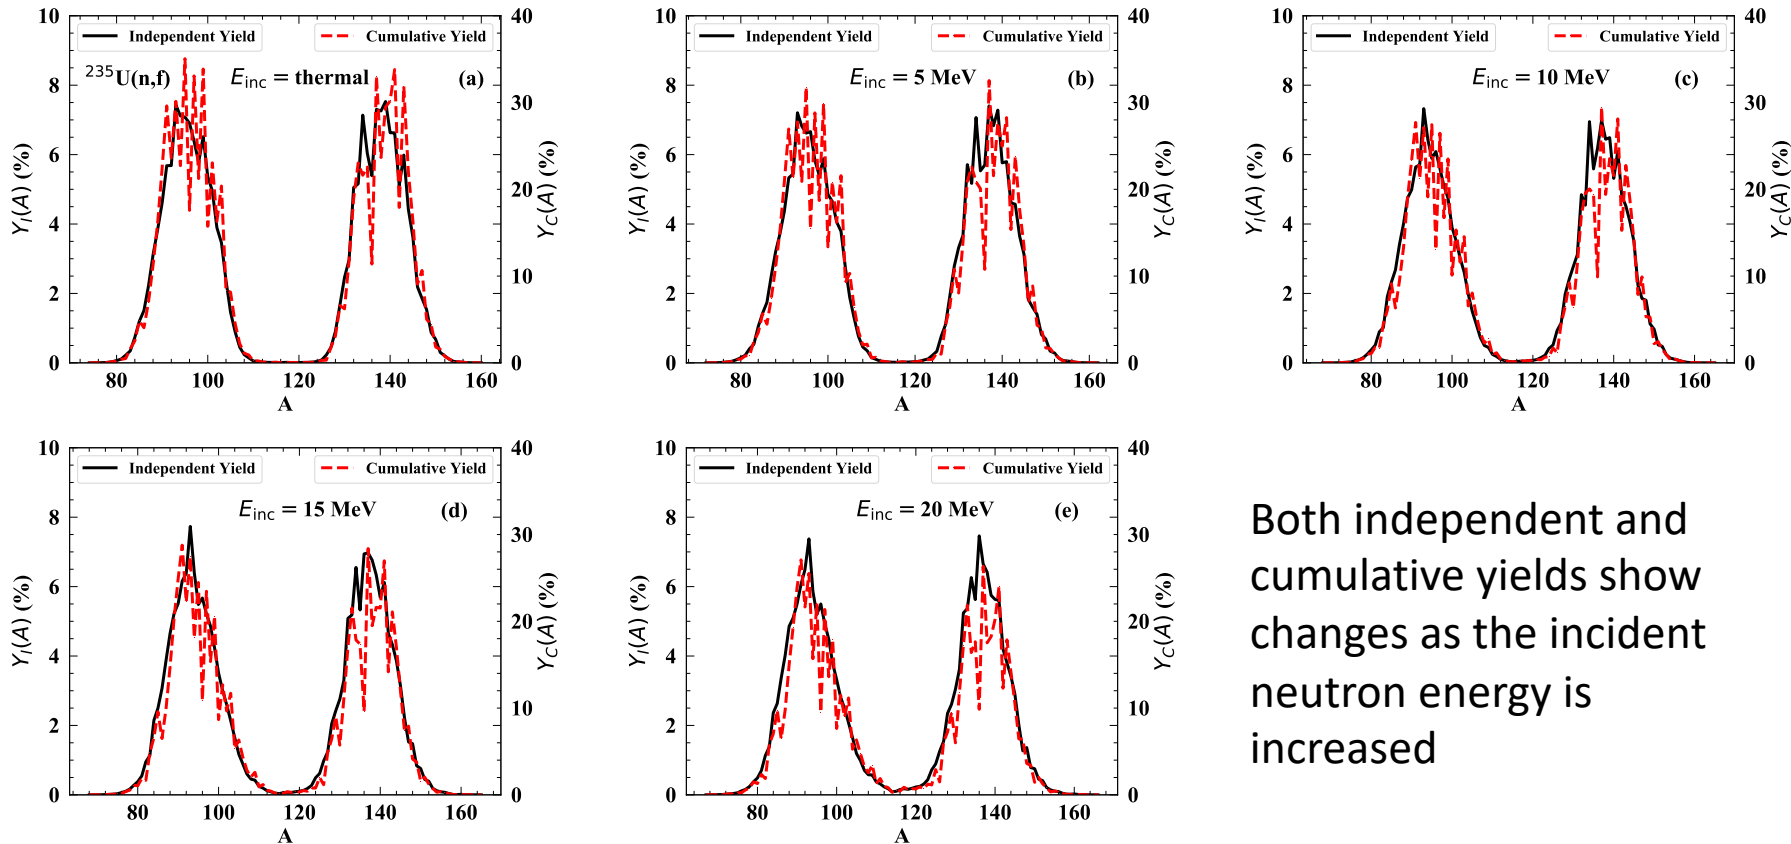 Independent Yield
Cumulative Yield
²³⁵U(n,f)
E_inc = thermal
(a)
10
8
6
4
2
0
Y_I(A) (%)
40
30
20
10
0
Y_C(A) (%)
80 100 120 140 160
A
Independent Yield
Cumulative Yield
E_inc = 5 MeV
(b)
10
8
6
4
2
0
Y_I(A) (%)
40
30
20
10
0
Y_C(A) (%)
80 100 120 140 160
A
Independent Yield
Cumulative Yield
E_inc = 10 MeV
(c)
10
8
6
4
2
0
Y_I(A) (%)
40
30
20
10
0
Y_C(A) (%)
80 100 120 140 160
A
Independent Yield
Cumulative Yield
E_inc = 15 MeV
(d)
10
8
6
4
2
0
Y_I(A) (%)
40
30
20
10
0
Y_C(A) (%)
80 100 120 140 160
A
Independent Yield
Cumulative Yield
E_inc = 20 MeV
(e)
10
8
6
4
2
0
Y_I(A) (%)
40
30
20
10
0
Y_C(A) (%)
80 100 120 140 160
A
Both independent and
cumulative yields show
changes as the incident
neutron energy is
increased